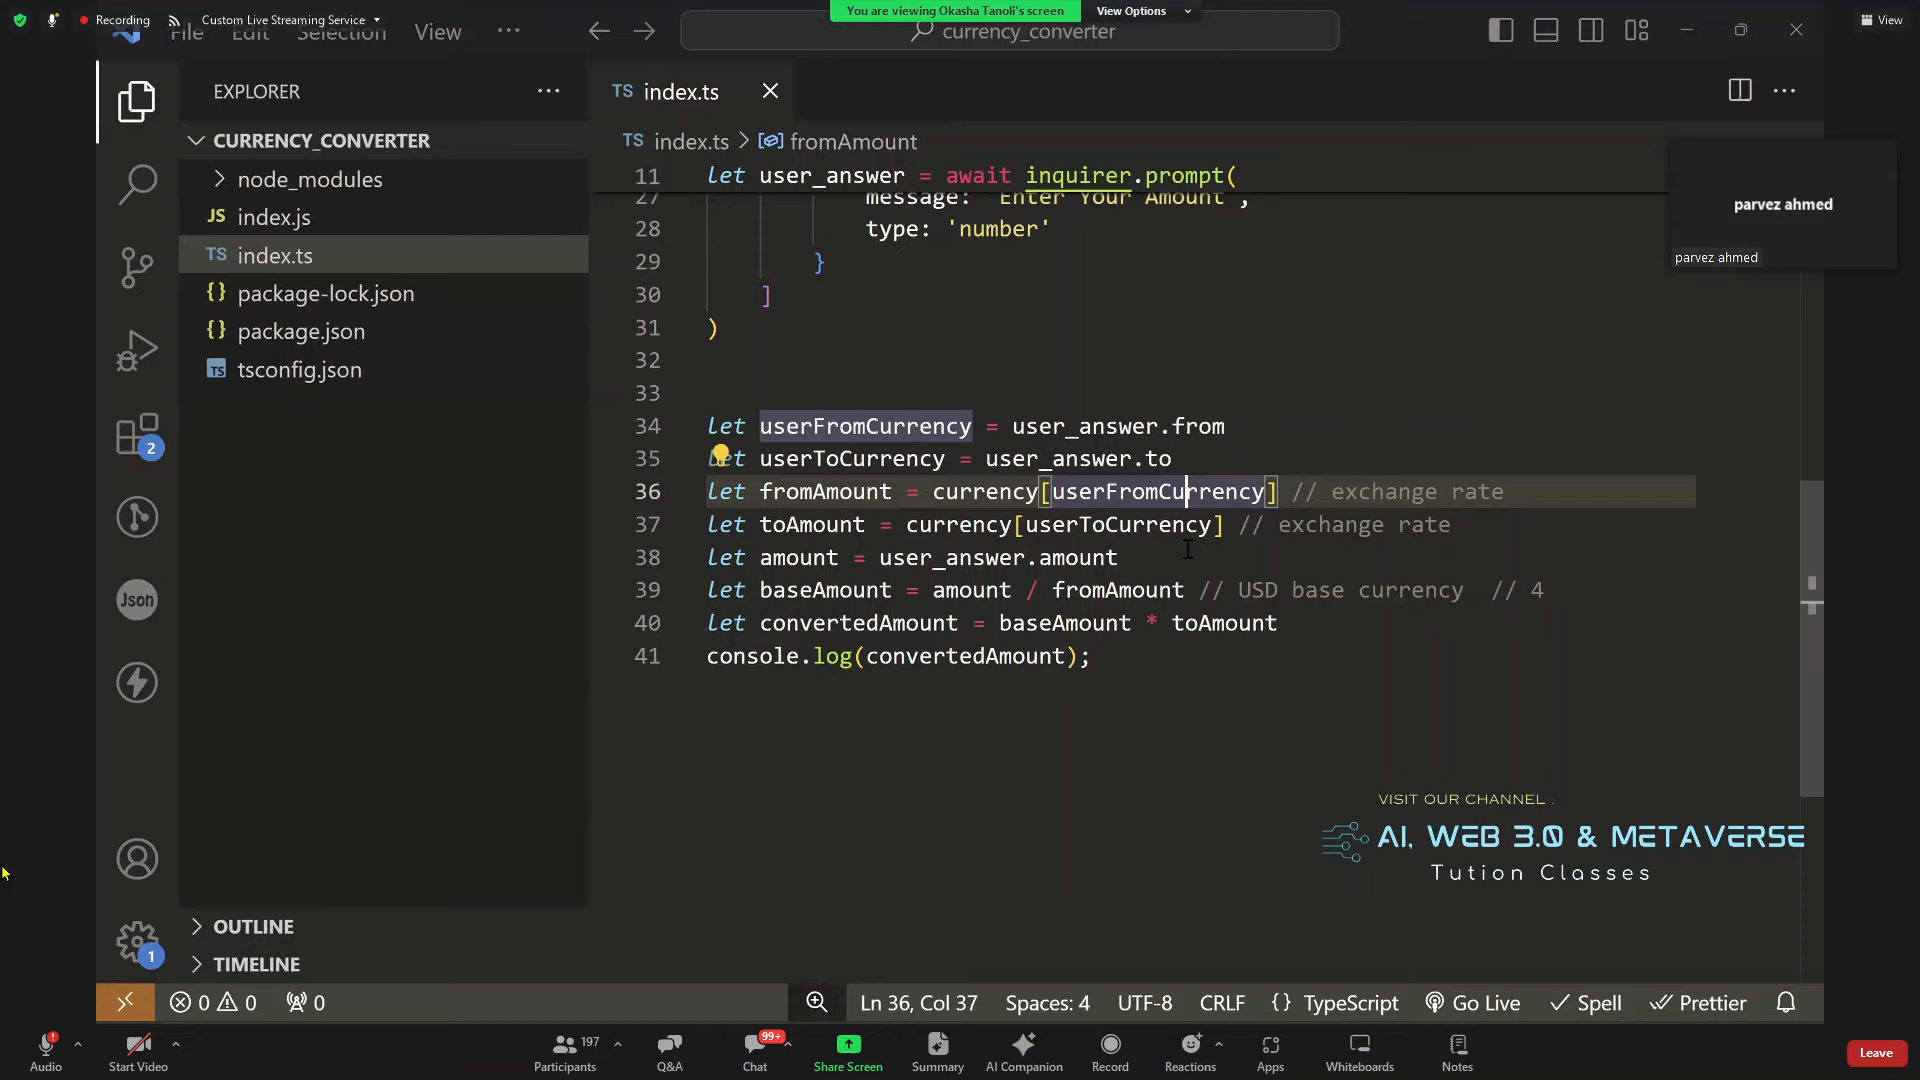 Recording
Custom Live Streaming Service
You are viewing Okasha Tanoli's screen
View Options
View
File Edit Selection View ···
currency_converter
EXPLORER
TS index.ts
CURRENCY_CONVERTER
TS index.ts > fromAmount
node_modules
JS index.js
TS index.ts
{} package-lock.json
{} package.json
TS tsconfig.json
11 let user_answer = await inquirer.prompt(
27 message: "Enter Your Amount",
28 type: 'number'
29 }
30 ]
31 )
32
33
34 let userFromCurrency = user_answer.from
35 let userToCurrency = user_answer.to
36 let fromAmount = currency[userFromCurrency] // exchange rate
37 let toAmount = currency[userToCurrency] // exchange rate
38 let amount = user_answer.amount
39 let baseAmount = amount / fromAmount // USD base currency // 4
40 let convertedAmount = baseAmount * toAmount
41 console.log(convertedAmount);
parvez ahmed
parvez ahmed
2
Json
1
VISIT OUR CHANNEL :
AI, WEB 3.0 & METAVERSE
Tution Classes
OUTLINE
TIMELINE
0 0 0
Ln 36, Col 37 Spaces: 4 UTF-8 CRLF {} TypeScript Go Live Spell Prettier
Audio
Start Video
197
Participants
Q&A
99+
Chat
Share Screen
Summary
AI Companion
Record
Reactions
Apps
Whiteboards
Notes
Leave